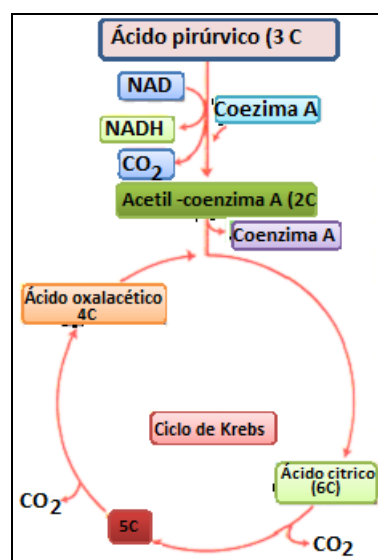 Ácido pirúrvico (3 C
NAD
Coezima A
NADH
CO2
Acetil -coenzima A (2C
Coenzima A
Ácido oxalacético
4C
Ciclo de Krebs
Ácido citrico
(6C)
CO2
5C
CO2